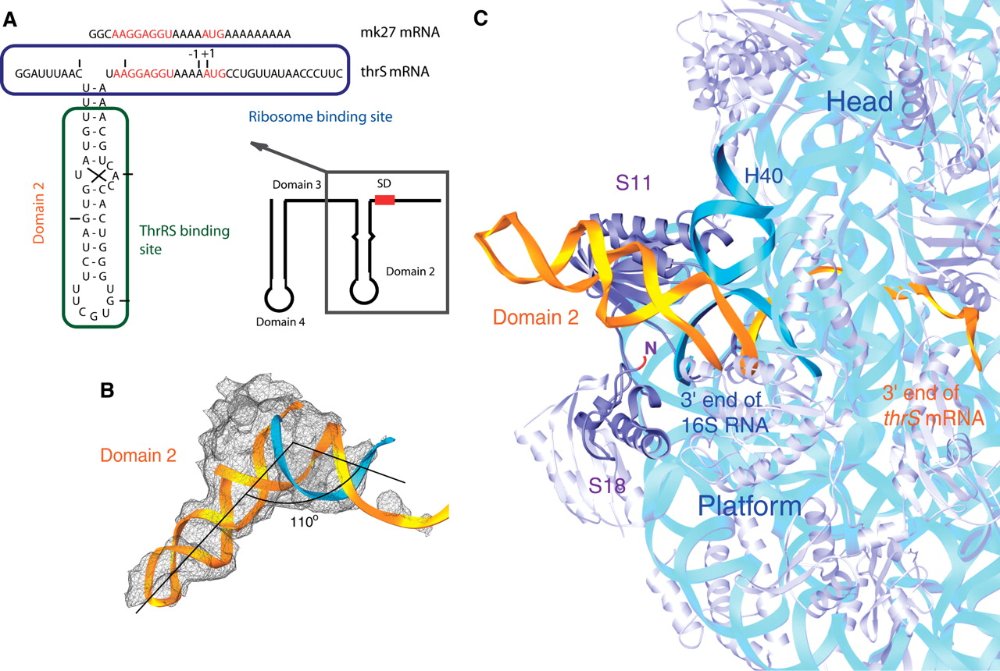 A
GGCAAGGAGGUAAAAAUGAAAAAAAAA mk27 mRNA
-1 +1
GGAUUUAAC UAAGGAGGUAAAAAUGCCUGUUAUAACCCUUC thrS mRNA
U - A
U - A
U - A
G - C
U - G
A - U C
U A
G - C C
U - A
G - C
A - U
U - G
C - G
U - G
U U
U G
C G U
Domain 2
ThrRS binding
site
Ribosome binding site
Domain 3
SD
Domain 2
Domain 4
B
Domain 2
110o
C
Head
H40
S11
Domain 2
N
3' end of
16S RNA
3' end of
thrS mRNA
S18
Platform